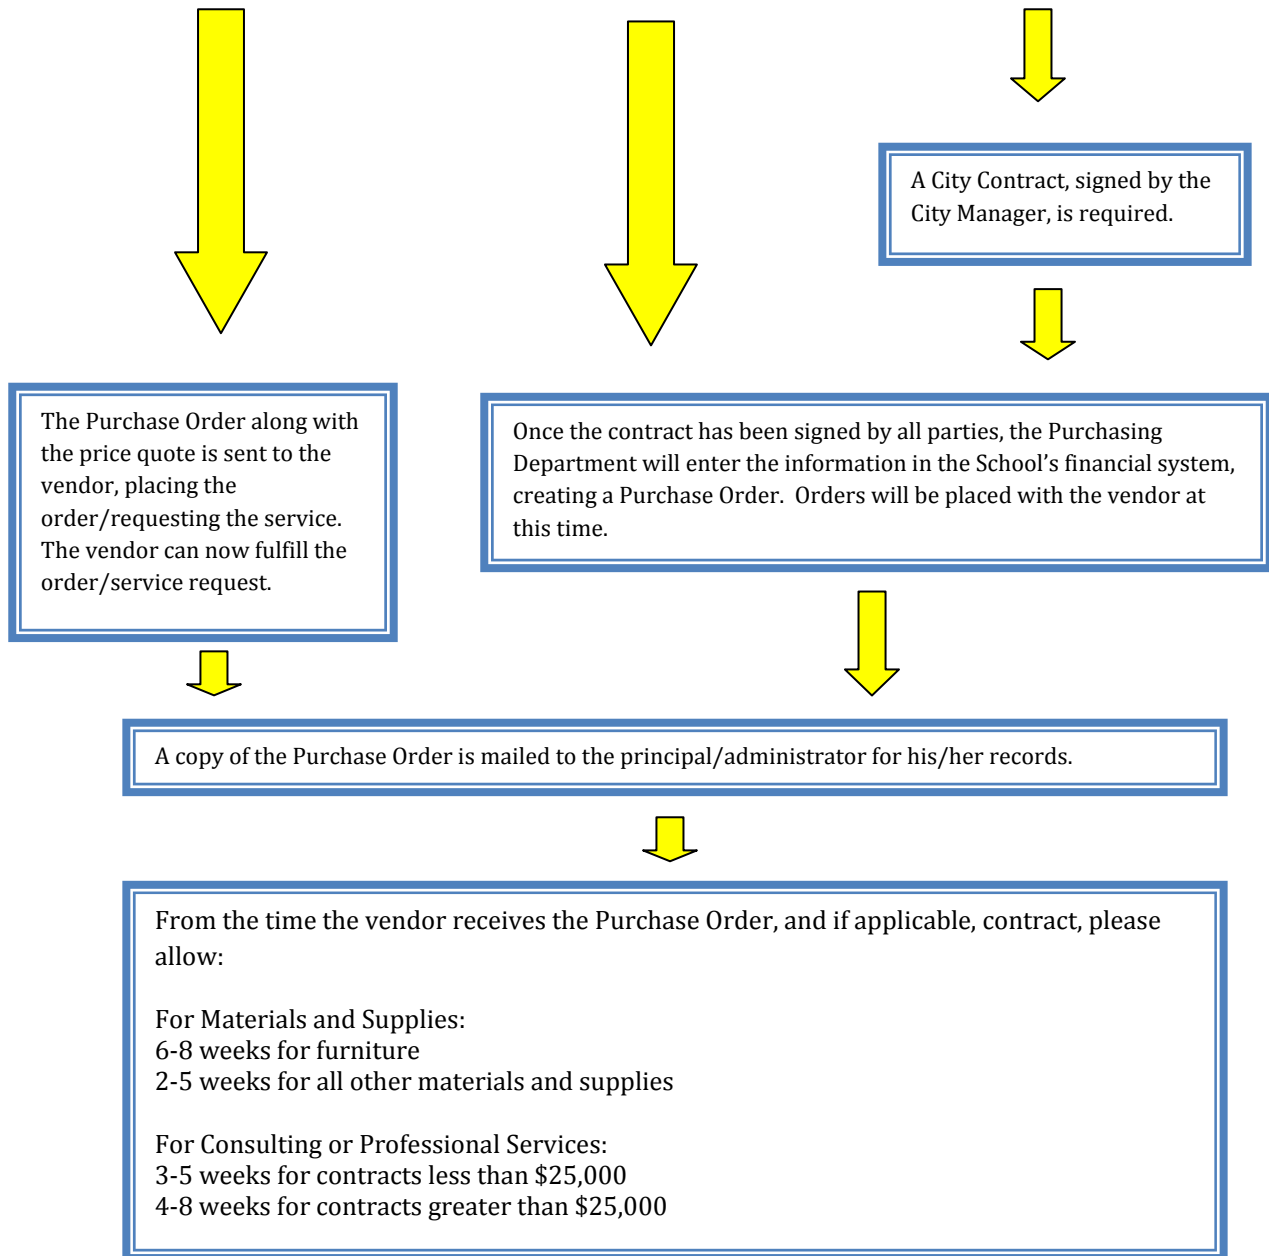 A City Contract, signed by the
City Manager, is required.
The Purchase Order along with
the price quote is sent to the
vendor, placing the
order/requesting the service.
The vendor can now fulfill the
order/service request.
Once the contract has been signed by all parties, the Purchasing
Department will enter the information in the School’s financial system,
creating a Purchase Order.  Orders will be placed with the vendor at
this time.
A copy of the Purchase Order is mailed to the principal/administrator for his/her records.
From the time the vendor receives the Purchase Order, and if applicable, contract, please
allow:
For Materials and Supplies:
6-8 weeks for furniture
2-5 weeks for all other materials and supplies
For Consulting or Professional Services:
3-5 weeks for contracts less than $25,000
4-8 weeks for contracts greater than $25,000